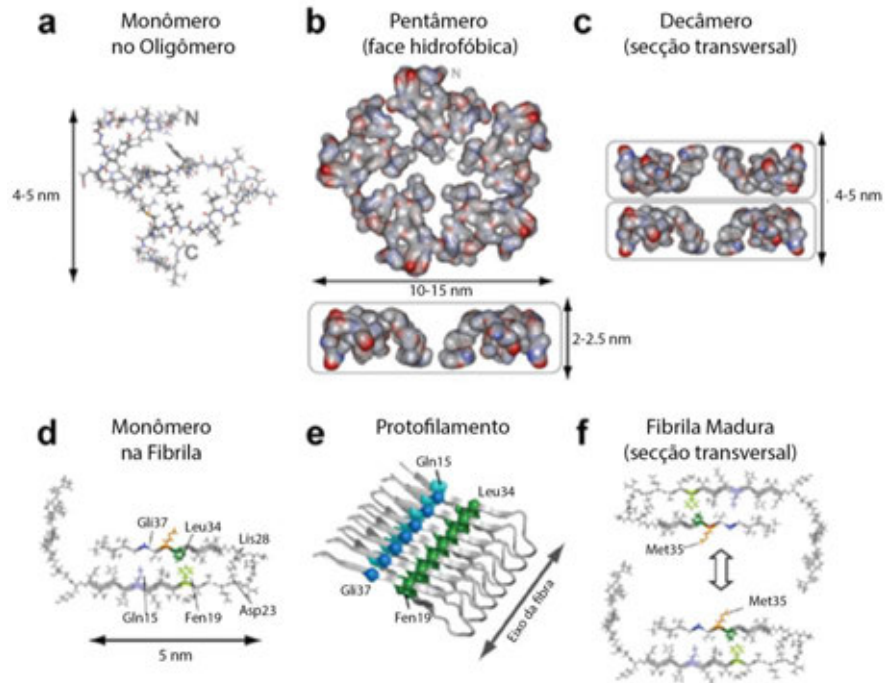 a
Monômero
no Oligômero
N
C
4-5 nm
b
Pentâmero
(face hidrofóbica)
N
C
10-15 nm
2-2.5 nm
c
Decâmero
(secção transversal)
4-5 nm
d
Monômero
na Fibrila
Gli37
Leu34
Lis28
Gln15
Fen19
Asp23
5 nm
e
Protofilamento
Gln15
Leu34
Gli37
Fen19
Eixo da fibra
f
Fibrila Madura
(secção transversal)
Met35
Met35